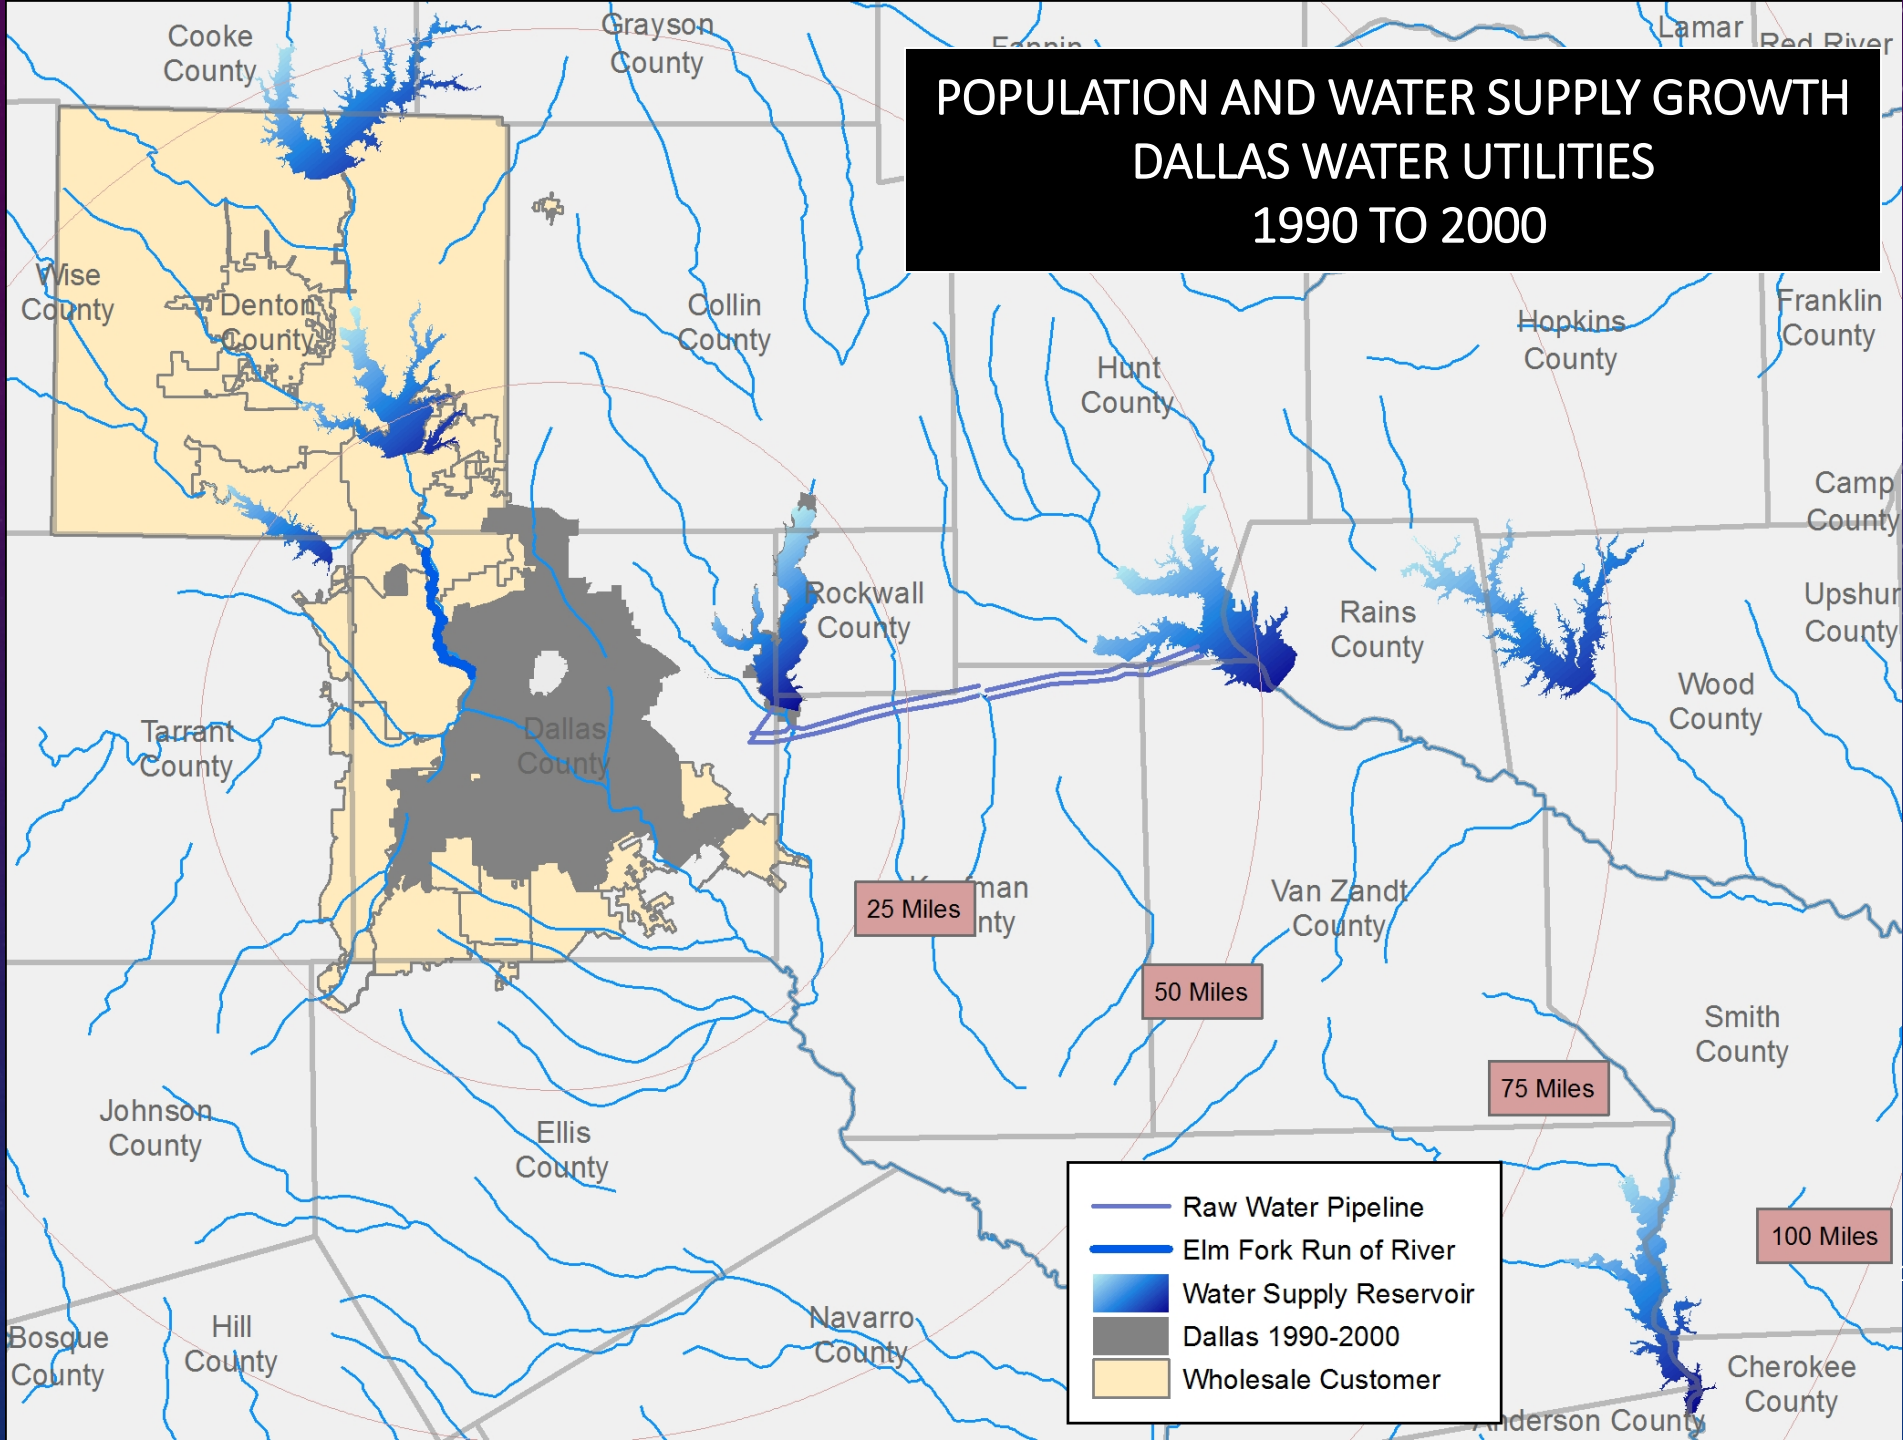 POPULATION AND WATER SUPPLY GROWTH
DALLAS WATER UTILITIES
1990 TO 2000
Cooke
County
Grayson
County
Fannin
Lamar
Red River
Wise
County
Denton
County
Collin
County
Hunt
County
Hopkins
County
Franklin
County
Camp
County
Rockwall
County
Rains
County
Upshur
County
Wood
County
Tarrant
County
Dallas
County
25 Miles
Van Zandt
County
50 Miles
Smith
County
75 Miles
Johnson
County
Ellis
County
100 Miles
Bosque
County
Hill
County
Navarro
County
Cherokee
County
Anderson County
Raw Water Pipeline
Elm Fork Run of River
Water Supply Reservoir
Dallas 1990-2000
Wholesale Customer